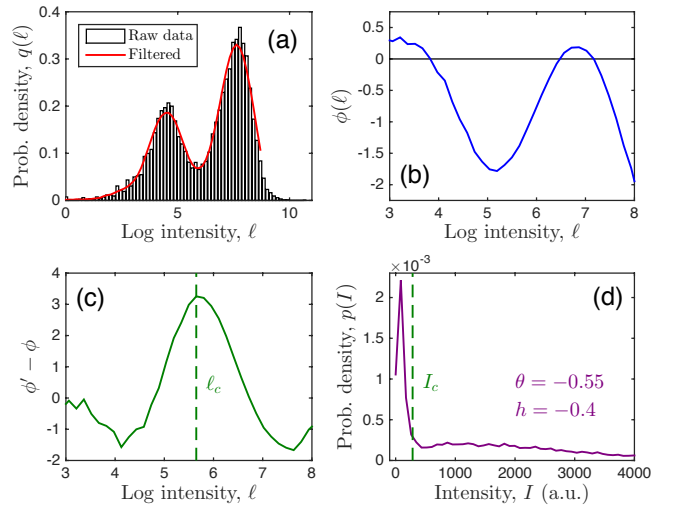 (a)
Raw data
Filtered
Prob. density, q(ℓ)
0.4
0.3
0.2
0.1
0
0
5
10
Log intensity, ℓ
(b)
ϕ(ℓ)
0.5
0
-0.5
-1
-1.5
-2
3
4
5
6
7
8
Log intensity, ℓ
(c)
ϕ′ − ϕ
4
3
2
1
0
-1
-2
ℓc
3
4
5
6
7
8
Log intensity, ℓ
(d)
×10⁻³
Prob. density, p(I)
2
1.5
1
0.5
0
Ic
θ = −0.55
h = −0.4
0
1000
2000
3000
4000
Intensity, I (a.u.)